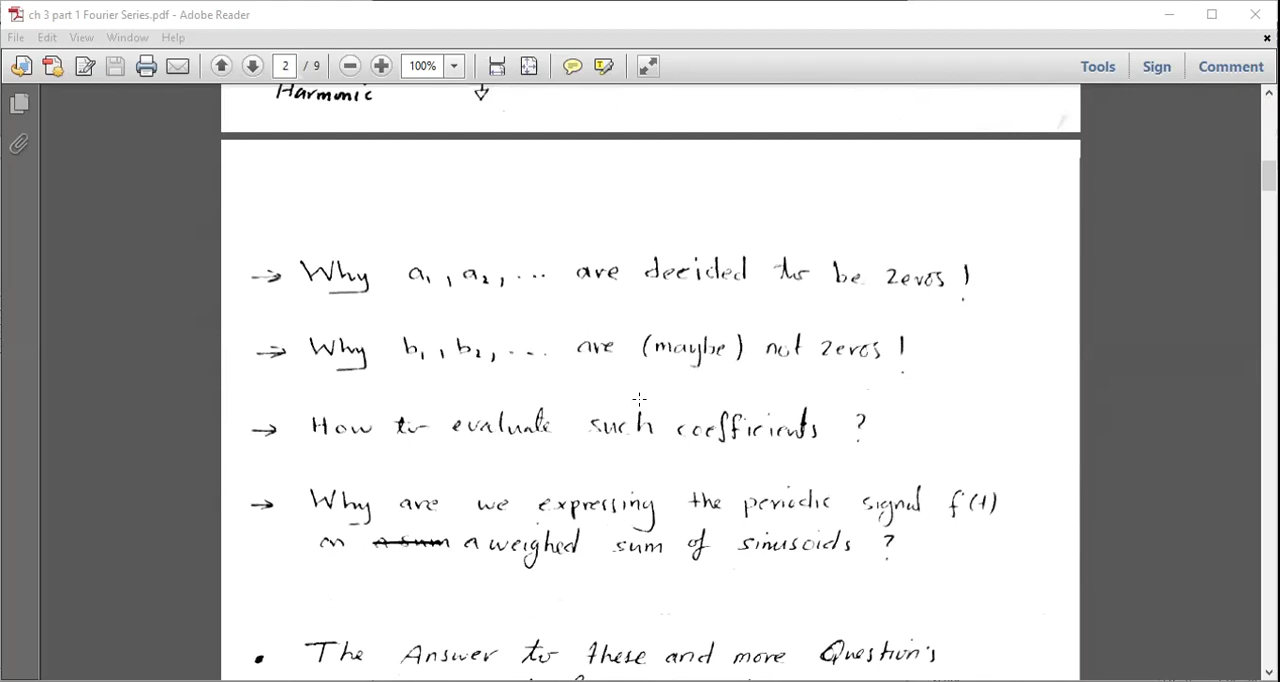 ch 3 part 1 Fourier Series.pdf - Adobe Reader
File Edit View Window Help
2 / 9 100% Tools Sign Comment
Harmonic
→ Why a1, a2, ... are decided to be zeros!
→ Why b1, b2, ... are (maybe) not zeros!
→ How to evaluate such coefficients ?
→ Why are we expressing the periodic signal f(t)
a weighed sum of sinusoids ?
• The Answer to these and more Question's